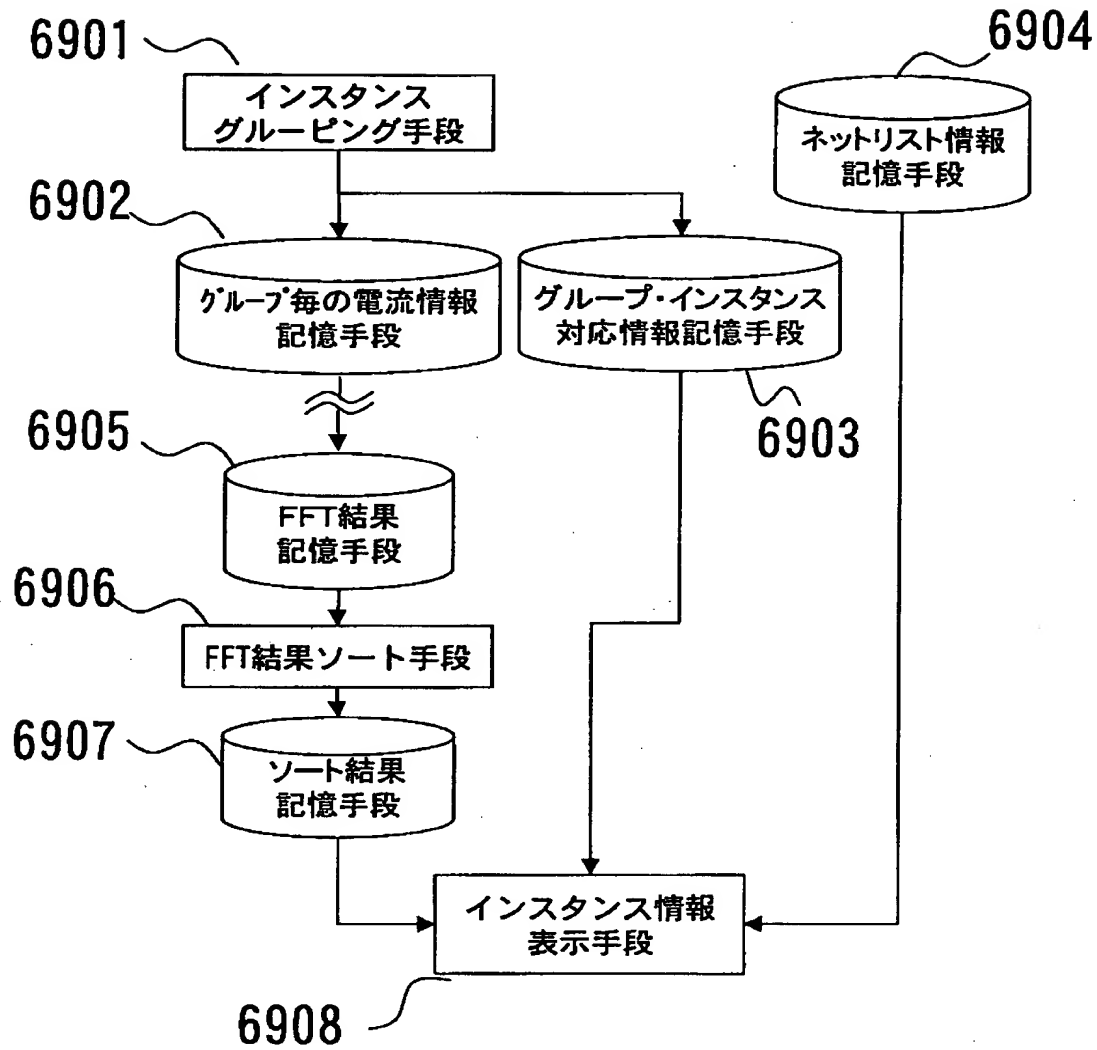 6901
インスタンス
グルーピング手段
6904
ネットリスト情報
記憶手段
6902
グループ毎の電流情報
記憶手段
グループ・インスタンス
対応情報記憶手段
6903
6905
FFT結果
記憶手段
6906
FFT結果ソート手段
6907
ソート結果
記憶手段
インスタンス情報
表示手段
6908